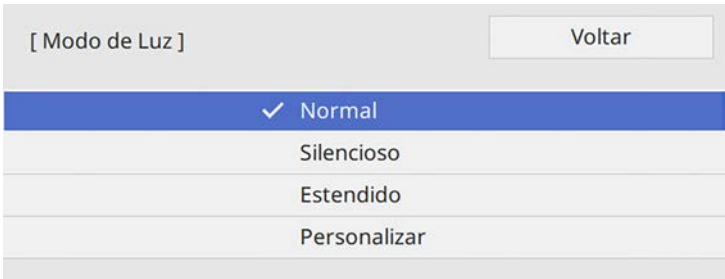 [ Modo de Luz ]
Voltar
✓ Normal
Silencioso
Estendido
Personalizar